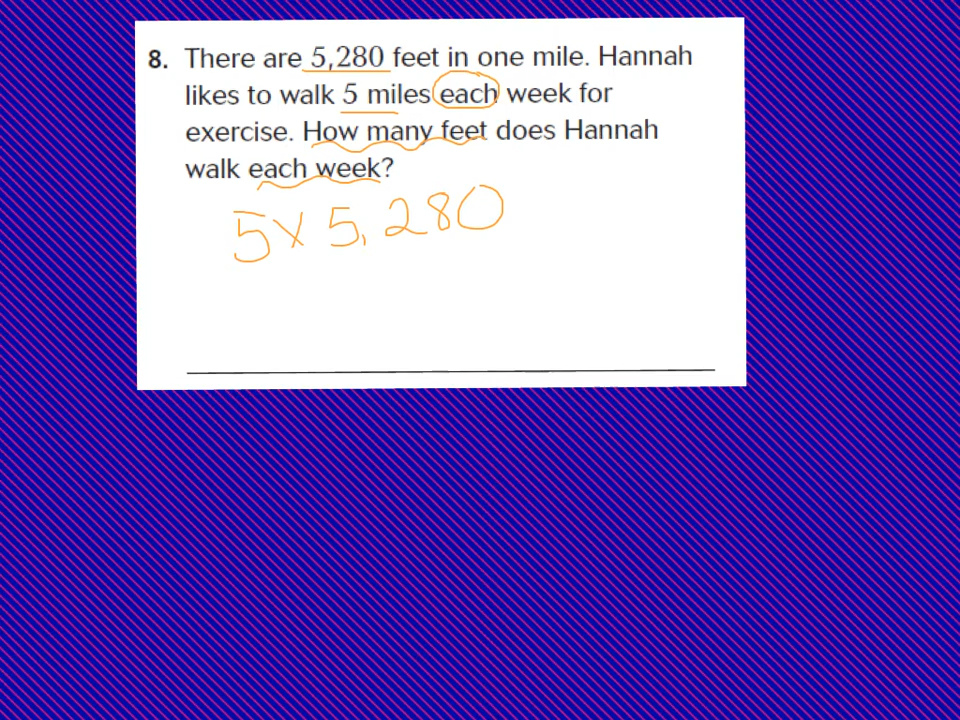 8. There are 5,280 feet in one mile. Hannah
likes to walk 5 miles each week for
exercise. How many feet does Hannah
walk each week?
5 x 5,280